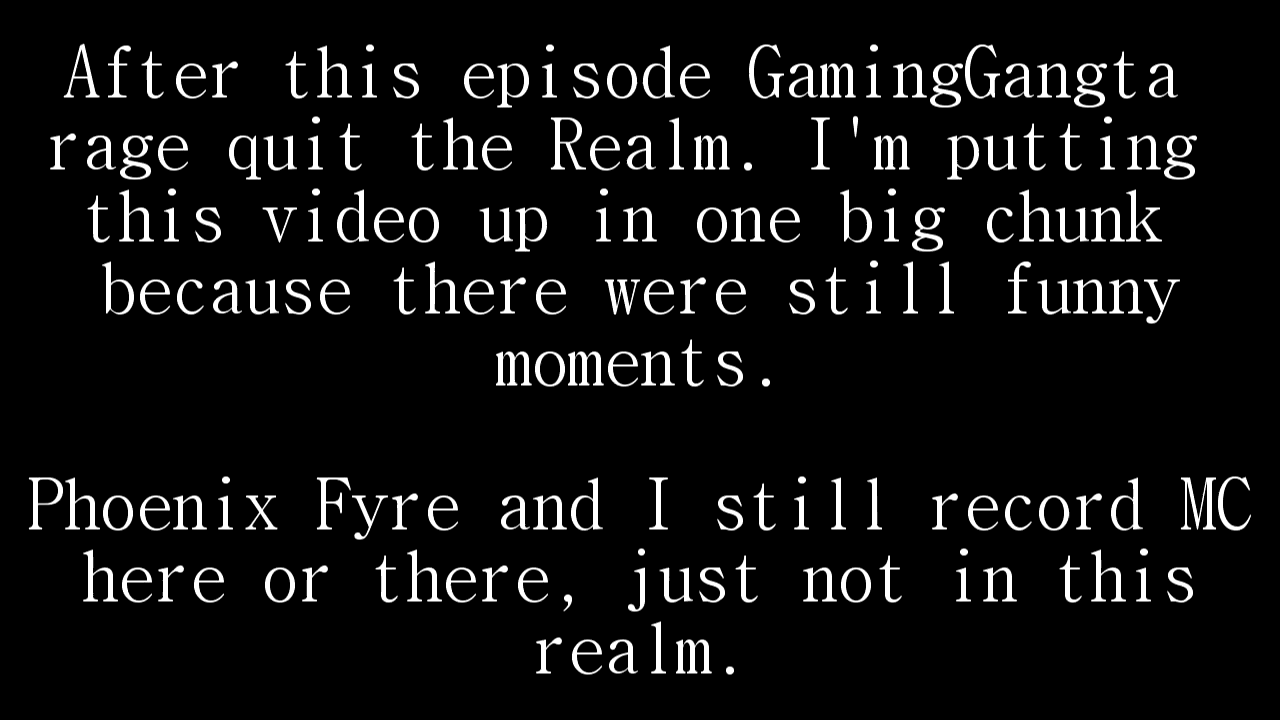 After this episode GamingGangta
rage quit the Realm. I'm putting
this video up in one big chunk
because there were still funny
moments.
Phoenix Fyre and I still record MC
here or there, just not in this
realm.